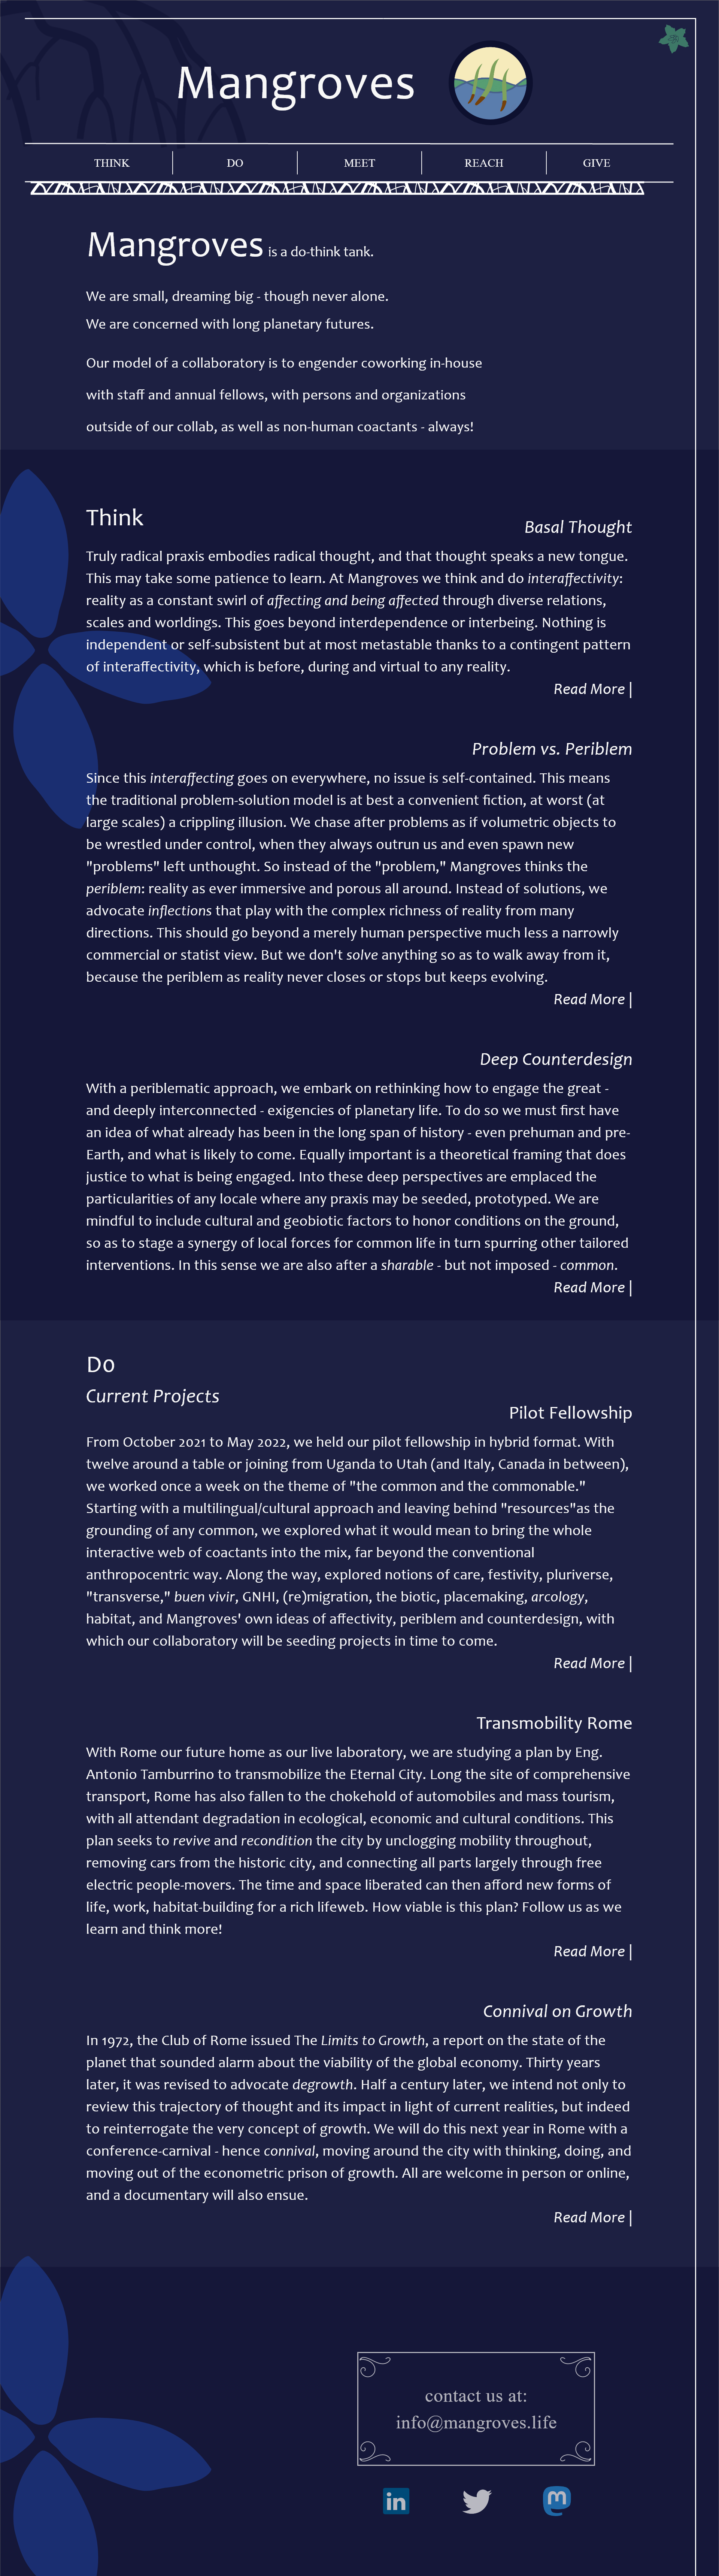 Mangroves
THINK
DO
MEET
REACH
GIVE
Mangroves is a do-think tank.
We are small, dreaming big - though never alone.
We are concerned with long planetary futures.
Our model of a collaboratory is to engender coworking in-house
with staff and annual fellows, with persons and organizations
outside of our collab, as well as non-human coactants - always!
Think
Basal Thought
Truly radical praxis embodies radical thought, and that thought speaks a new tongue.
This may take some patience to learn. At Mangroves we think and do interaffectivity:
reality as a constant swirl of affecting and being affected through diverse relations,
scales and worldings. This goes beyond interdependence or interbeing. Nothing is
independent or self-subsistent but at most metastable thanks to a contingent pattern
of interaffectivity, which is before, during and virtual to any reality.
Read More |
Problem vs. Periblem
Since this interaffecting goes on everywhere, no issue is self-contained. This means
the traditional problem-solution model is at best a convenient fiction, at worst (at
large scales) a crippling illusion. We chase after problems as if volumetric objects to
be wrestled under control, when they always outrun us and even spawn new
"problems" left unthought. So instead of the "problem," Mangroves thinks the
periblem: reality as ever immersive and porous all around. Instead of solutions, we
advocate inflections that play with the complex richness of reality from many
directions. This should go beyond a merely human perspective much less a narrowly
commercial or statist view. But we don't solve anything so as to walk away from it,
because the periblem as reality never closes or stops but keeps evolving.
Read More |
Deep Counterdesign
With a periblematic approach, we embark on rethinking how to engage the great -
and deeply interconnected - exigencies of planetary life. To do so we must first have
an idea of what already has been in the long span of history - even prehuman and pre-
Earth, and what is likely to come. Equally important is a theoretical framing that does
justice to what is being engaged. Into these deep perspectives are emplaced the
particularities of any locale where any praxis may be seeded, prototyped. We are
mindful to include cultural and geobiotic factors to honor conditions on the ground,
so as to stage a synergy of local forces for common life in turn spurring other tailored
interventions. In this sense we are also after a sharable - but not imposed - common.
Read More |
Do
Current Projects
Pilot Fellowship
From October 2021 to May 2022, we held our pilot fellowship in hybrid format. With
twelve around a table or joining from Uganda to Utah (and Italy, Canada in between),
we worked once a week on the theme of "the common and the commonable."
Starting with a multilingual/cultural approach and leaving behind "resources"as the
grounding of any common, we explored what it would mean to bring the whole
interactive web of coactants into the mix, far beyond the conventional
anthropocentric way. Along the way, explored notions of care, festivity, pluriverse,
"transverse," buen vivir, GNHI, (re)migration, the biotic, placemaking, arcology,
habitat, and Mangroves' own ideas of affectivity, periblem and counterdesign, with
which our collaboratory will be seeding projects in time to come.
Read More |
Transmobility Rome
With Rome our future home as our live laboratory, we are studying a plan by Eng.
Antonio Tamburrino to transmobilize the Eternal City. Long the site of comprehensive
transport, Rome has also fallen to the chokehold of automobiles and mass tourism,
with all attendant degradation in ecological, economic and cultural conditions. This
plan seeks to revive and recondition the city by unclogging mobility throughout,
removing cars from the historic city, and connecting all parts largely through free
electric people-movers. The time and space liberated can then afford new forms of
life, work, habitat-building for a rich lifeweb. How viable is this plan? Follow us as we
learn and think more!
Read More |
Connival on Growth
In 1972, the Club of Rome issued The Limits to Growth, a report on the state of the
planet that sounded alarm about the viability of the global economy. Thirty years
later, it was revised to advocate degrowth. Half a century later, we intend not only to
review this trajectory of thought and its impact in light of current realities, but indeed
to reinterrogate the very concept of growth. We will do this next year in Rome with a
conference-carnival - hence connival, moving around the city with thinking, doing, and
moving out of the econometric prison of growth. All are welcome in person or online,
and a documentary will also ensue.
Read More |
contact us at:
info@mangroves.life
in
m